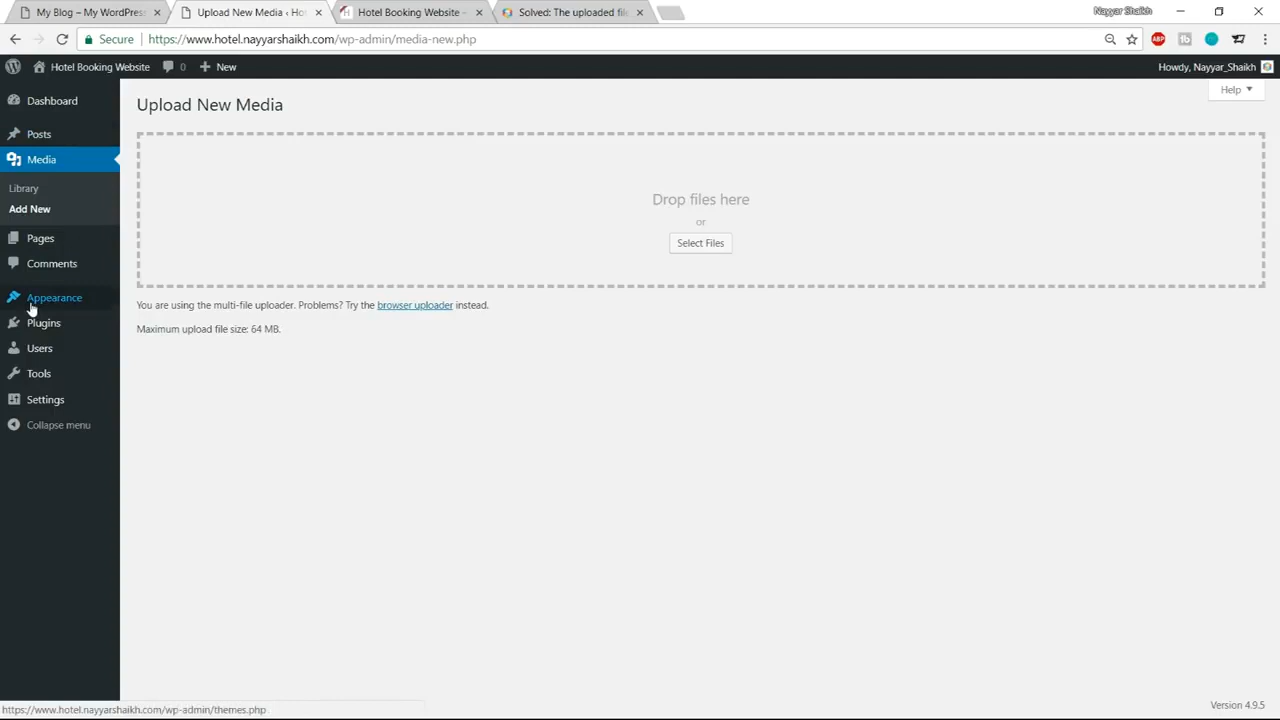 My Blog – My WordPress
Upload New Media ‹ Ho
Hotel Booking Website –
Solved: The uploaded fil
Nayyar Shaikh
Secure
https://www.hotel.nayyarshaikh.com/wp-admin/media-new.php
ABP
Hotel Booking Website
0
New
Howdy, Nayyar_Shaikh
Dashboard
Posts
Media
Library
Add New
Pages
Comments
Appearance
Plugins
Users
Tools
Settings
Collapse menu
Help
Upload New Media
Drop files here
or
Select Files
You are using the multi-file uploader. Problems? Try the browser uploader instead.
Maximum upload file size: 64 MB.
https://www.hotel.nayyarshaikh.com/wp-admin/themes.php
Version 4.9.5